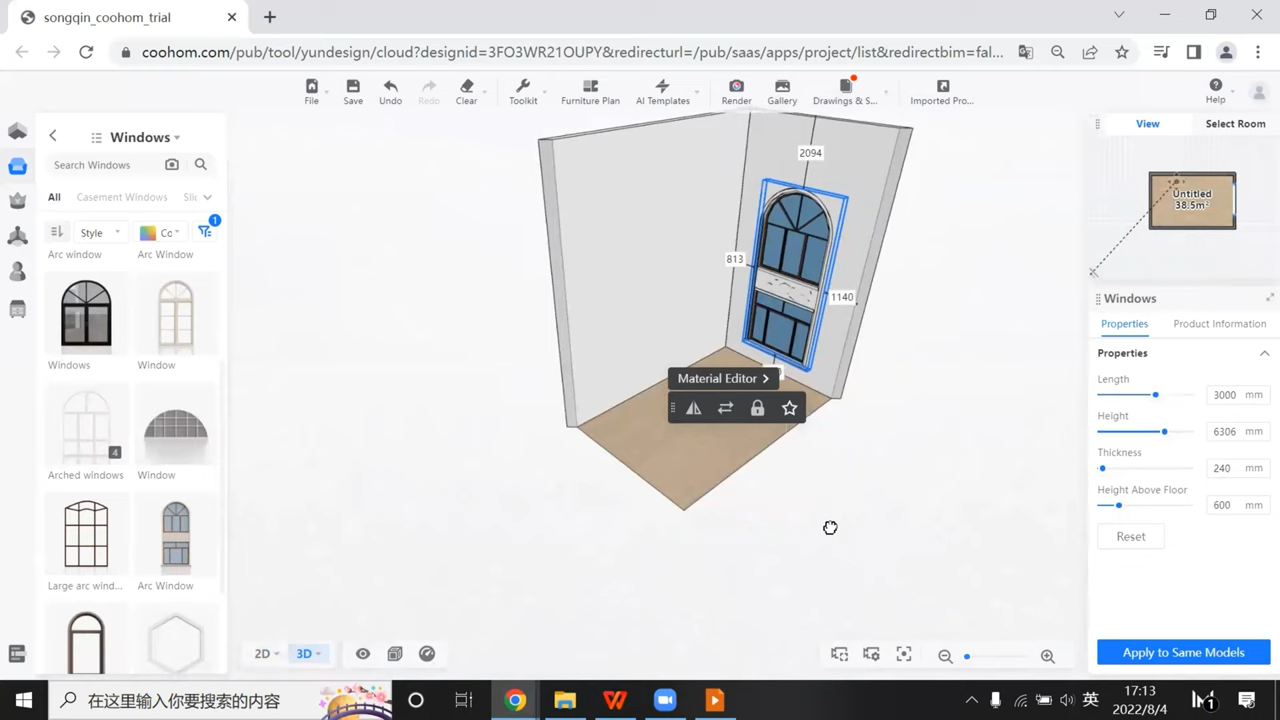 songqin_coohom_trial
coohom.com/pub/tool/yundesign/cloud?designid=3FO3WR21OUPY&redirecturl=/pub/saas/apps/project/list&redirectbim=fal...
File
Save
Undo
Redo
Clear
Toolkit
Furniture Plan
AI Templates
Render
Gallery
Drawings & S...
Imported Pro...
Help
Windows
Search Windows
All
Casement Windows
Slic
Style
Cc
1
Arc window
Arc Window
Windows
Window
4
Arched windows
Window
Large arc wind...
Arc Window
2094
813
1140
Material Editor
2D
3D
View
Select Room
Untitled
38.5m²
Windows
Properties
Product Information
Properties
Length
3000 mm
Height
6306 mm
Thickness
240 mm
Height Above Floor
600 mm
Reset
Apply to Same Models
在这里输入你要搜索的内容
英
17:13
2022/8/4
1